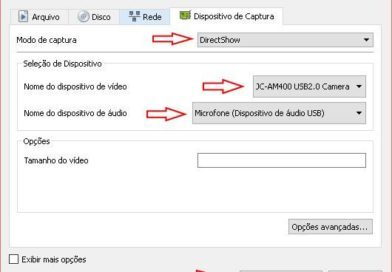 Arquivo Disco Rede Dispositivo de Captura
Modo de captura DirectShow
Seleção de Dispositivo
Nome do dispositivo de vídeo JC-AM400 USB2.0 Camera
Nome do dispositivo de áudio Microfone (Dispositivo de áudio USB)
Opções
Tamanho do vídeo
Opções avançadas...
Exibir mais opções